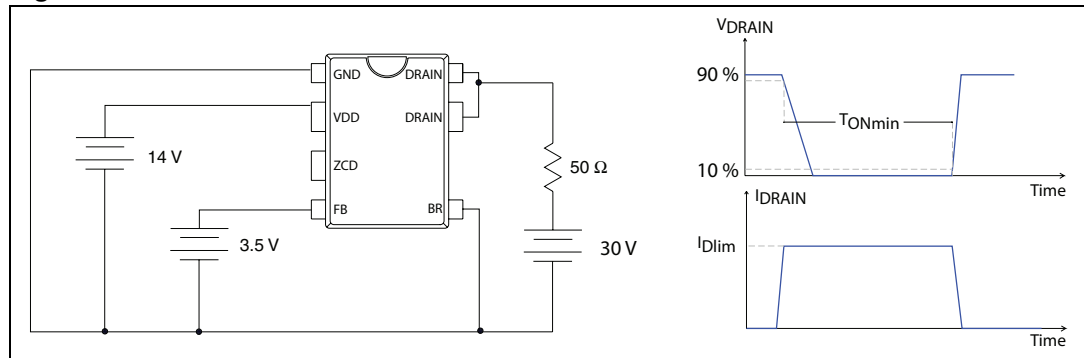 GND
DRAIN
VDD
DRAIN
ZCD
FB
BR
14 V
3.5 V
50 Ω
30 V
VDRAIN
90 %
TONmin
10 %
Time
IDRAIN
IDlim
Time